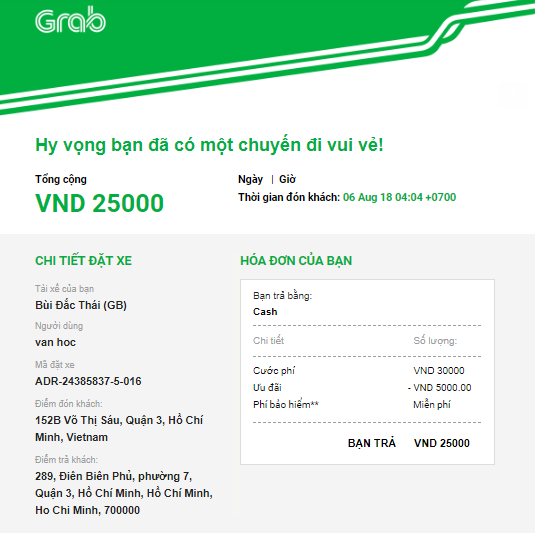 Grab
Hy vọng bạn đã có một chuyến đi vui vẻ!
Tổng cộng
VND 25000
Ngày | Giờ
Thời gian đón khách: 06 Aug 18 04:04 +0700
CHI TIẾT ĐẶT XE
Tài xế của bạn
Bùi Đắc Thái (GB)
Người dùng
van hoc
Mã đặt xe
ADR-24385837-5-016
Điểm đón khách:
152B Võ Thị Sáu, Quận 3, Hồ Chí
Minh, Vietnam
Điểm trả khách:
289, Điên Biên Phủ, phường 7,
Quận 3, Hồ Chí Minh, Hồ Chí Minh,
Ho Chi Minh, 700000
HÓA ĐƠN CỦA BẠN
Bạn trả bằng:
Cash
Chi tiết Số lượng:
Cước phí VND 30000
Ưu đãi - VND 5000.00
Phí bảo hiểm** Miễn phí
BẠN TRẢ VND 25000